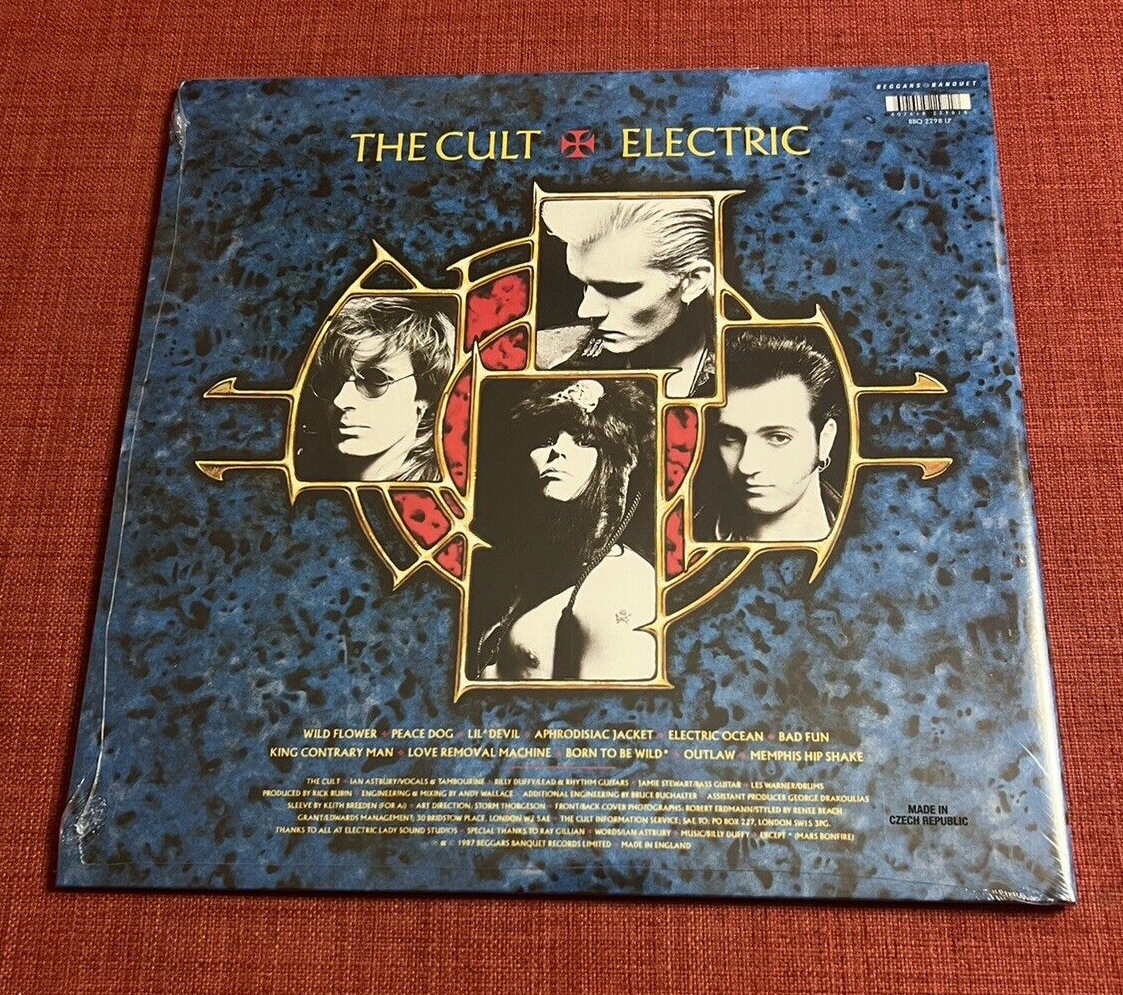 BEGGARS BANQUET
BBQ 2298 LP
THE CULT ✠ ELECTRIC
WILD FLOWER + PEACE DOG + LIL' DEVIL + APHRODISIAC JACKET + ELECTRIC OCEAN + BAD FUN
KING CONTRARY MAN + LOVE REMOVAL MACHINE + BORN TO BE WILD* + OUTLAW + MEMPHIS HIP SHAKE
THE CULT + IAN ASTBURY/VOCALS & TAMBOURINE + BILLY DUFFY/LEAD & RHYTHM GUITARS + JAMIE STEWART/BASS GUITAR + LES WARNER/DRUMS
PRODUCED BY RICK RUBIN + ENGINEERING & MIXING BY ANDY WALLACE + ADDITIONAL ENGINEERING BY BRUCE BUCHALTER + ASSISTANT PRODUCER GEORGE DRAKOULIAS
SLEEVE BY KEITH BREEDEN (FOR AI) + ART DIRECTION: STORM THORGESON + FRONT/BACK COVER PHOTOGRAPHS: ROBERT ERDMANN/STYLED BY RENEE BEACH
GRANT/EDWARDS MANAGEMENT; 30 BRIDSTOW PLACE, LONDON W2 5AE + THE CULT INFORMATION SERVICE; SAE TO: PO BOX 227, LONDON SW15 3PG.
THANKS TO ALL AT ELECTRIC LADY SOUND STUDIOS + SPECIAL THANKS TO RAY GILLIAN + WORDS/IAN ASTBURY + MUSIC/BILLY DUFFY + EXCEPT * (MARS BONFIRE)
℗ & © 1987 BEGGARS BANQUET RECORDS LIMITED + MADE IN ENGLAND
MADE IN
CZECH REPUBLIC